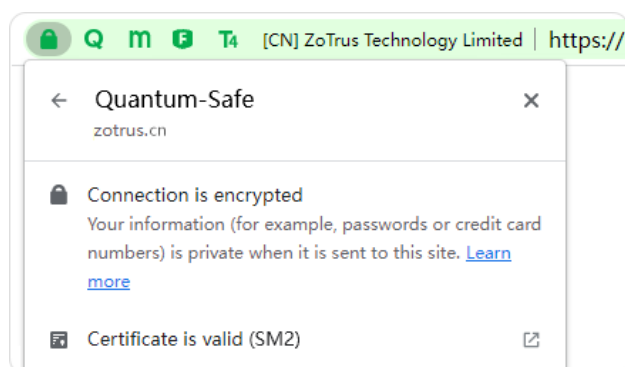 Q m F T4 [CN] ZoTrus Technology Limited | https://
Quantum-Safe
zotrus.cn
Connection is encrypted
Your information (for example, passwords or credit card
numbers) is private when it is sent to this site. Learn
more
Certificate is valid (SM2)